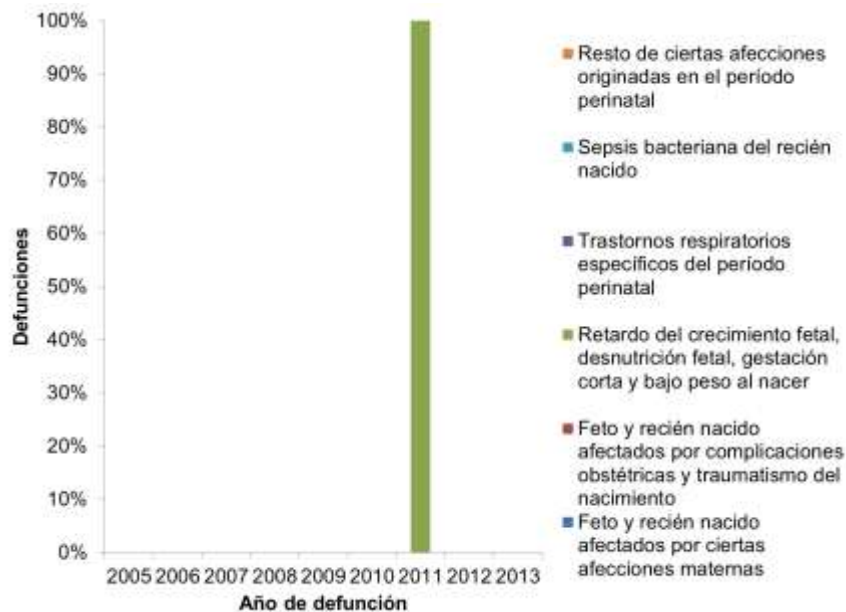 100%
90%
80%
70%
60%
50%
40%
30%
20%
10%
0%
Defunciones
2005 2006 2007 2008 2009 2010 2011 2012 2013
Año de defunción
Resto de ciertas afecciones
originadas en el período
perinatal
Sepsis bacteriana del recién
nacido
Trastornos respiratorios
específicos del período
perinatal
Retardo del crecimiento fetal,
desnutrición fetal, gestación
corta y bajo peso al nacer
Feto y recién nacido
afectados por complicaciones
obstétricas y traumatismo del
nacimiento
Feto y recién nacido
afectados por ciertas
afecciones maternas